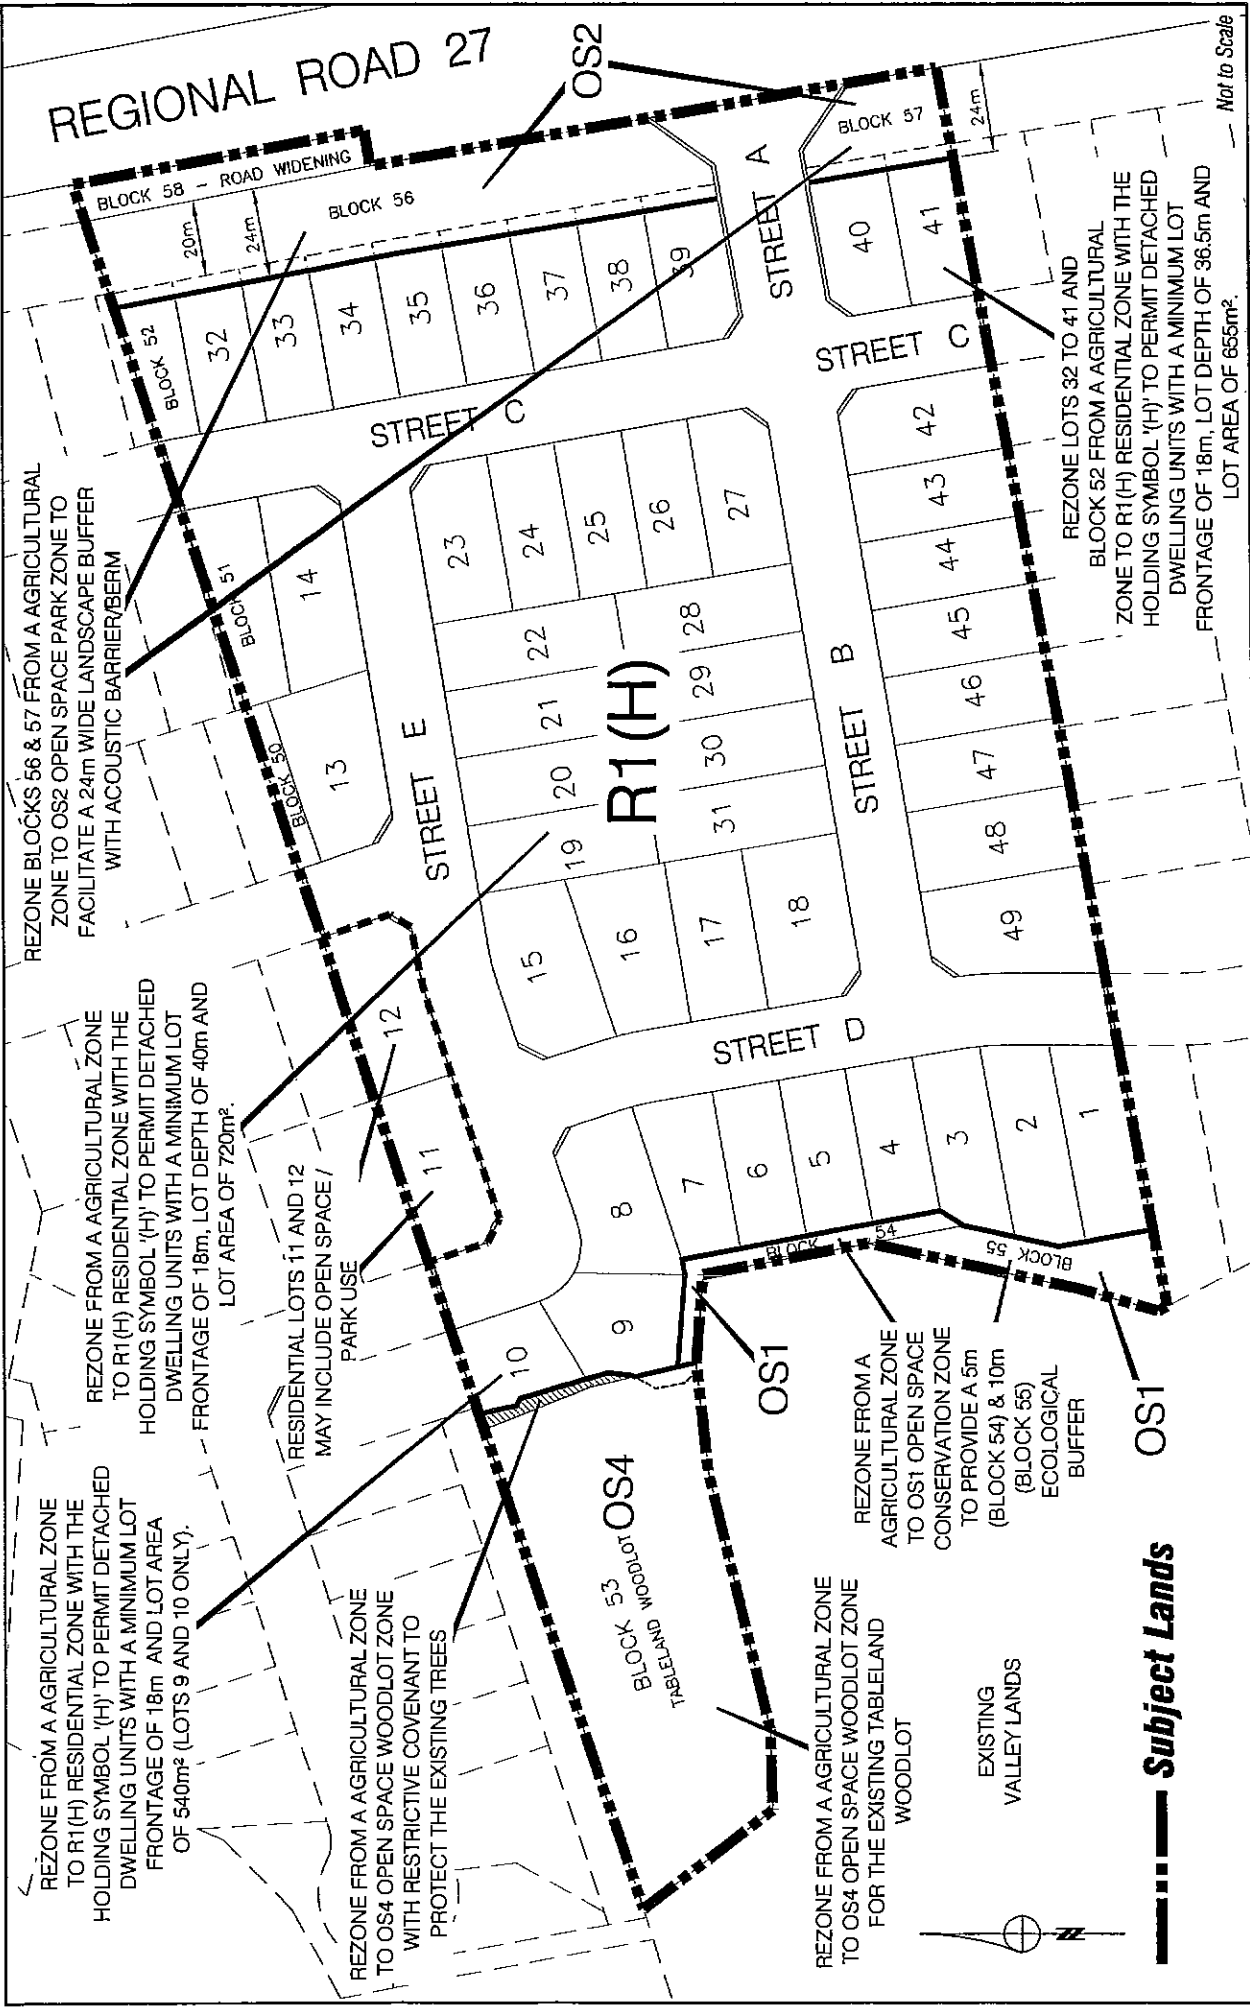 REZONE FROM A AGRICULTURAL ZONE
TO R1(H) RESIDENTIAL ZONE WITH THE
HOLDING SYMBOL '(H)' TO PERMIT DETACHED
DWELLING UNITS WITH A MINIMUM LOT
FRONTAGE OF 18m AND LOT AREA
OF 540m² (LOTS 9 AND 10 ONLY).
REZONE FROM A AGRICULTURAL ZONE
TO R1(H) RESIDENTIAL ZONE WITH THE
HOLDING SYMBOL '(H)' TO PERMIT DETACHED
DWELLING UNITS WITH A MINIMUM LOT
FRONTAGE OF 18m, LOT DEPTH OF 40m AND
LOT AREA OF 720m².
REZONE BLOCKS 56 & 57 FROM A AGRICULTURAL
ZONE TO OS2 OPEN SPACE PARK ZONE TO
FACILITATE A 24m WIDE LANDSCAPE BUFFER
WITH ACOUSTIC BARRIER/BERM
REGIONAL ROAD 27
RESIDENTIAL LOTS 11 AND 12
MAY INCLUDE OPEN SPACE /
PARK USE
REZONE FROM A AGRICULTURAL ZONE
TO OS4 OPEN SPACE WOODLOT ZONE
WITH RESTRICTIVE COVENANT TO
PROTECT THE EXISTING TREES
BLOCK 58 - ROAD WIDENING
20m
24m
BLOCK 56
OS2
BLOCK 52
32
33
34
35
36
37
38
39
BLOCK 51
14
BLOCK 50
13
12
11
10
9
8
7
6
5
4
3
2
1
STREET C
STREET E
STREET A
STREET B
STREET C
STREET D
15
16
17
18
19
20
21
22
23
24
25
26
27
28
29
30
31
R1(H)
40
41
BLOCK 57
24m
42
43
44
45
46
47
48
49
BLOCK 53
TABLELAND WOODLOT
OS4
OS1
BLOCK 54
BLOCK 55
OS1
REZONE FROM A
AGRICULTURAL ZONE
TO OS1 OPEN SPACE
CONSERVATION ZONE
TO PROVIDE A 5m
(BLOCK 54) & 10m
(BLOCK 55)
ECOLOGICAL
BUFFER
REZONE FROM A AGRICULTURAL ZONE
TO OS4 OPEN SPACE WOODLOT ZONE
FOR THE EXISTING TABLELAND
WOODLOT
EXISTING
VALLEYLANDS
REZONE LOTS 32 TO 41 AND
BLOCK 52 FROM A AGRICULTURAL
ZONE TO R1(H) RESIDENTIAL ZONE WITH THE
HOLDING SYMBOL '(H)' TO PERMIT DETACHED
DWELLING UNITS WITH A MINIMUM LOT
FRONTAGE OF 18m, LOT DEPTH OF 36.5m AND
LOT AREA OF 655m².
N
Subject Lands
Not to Scale